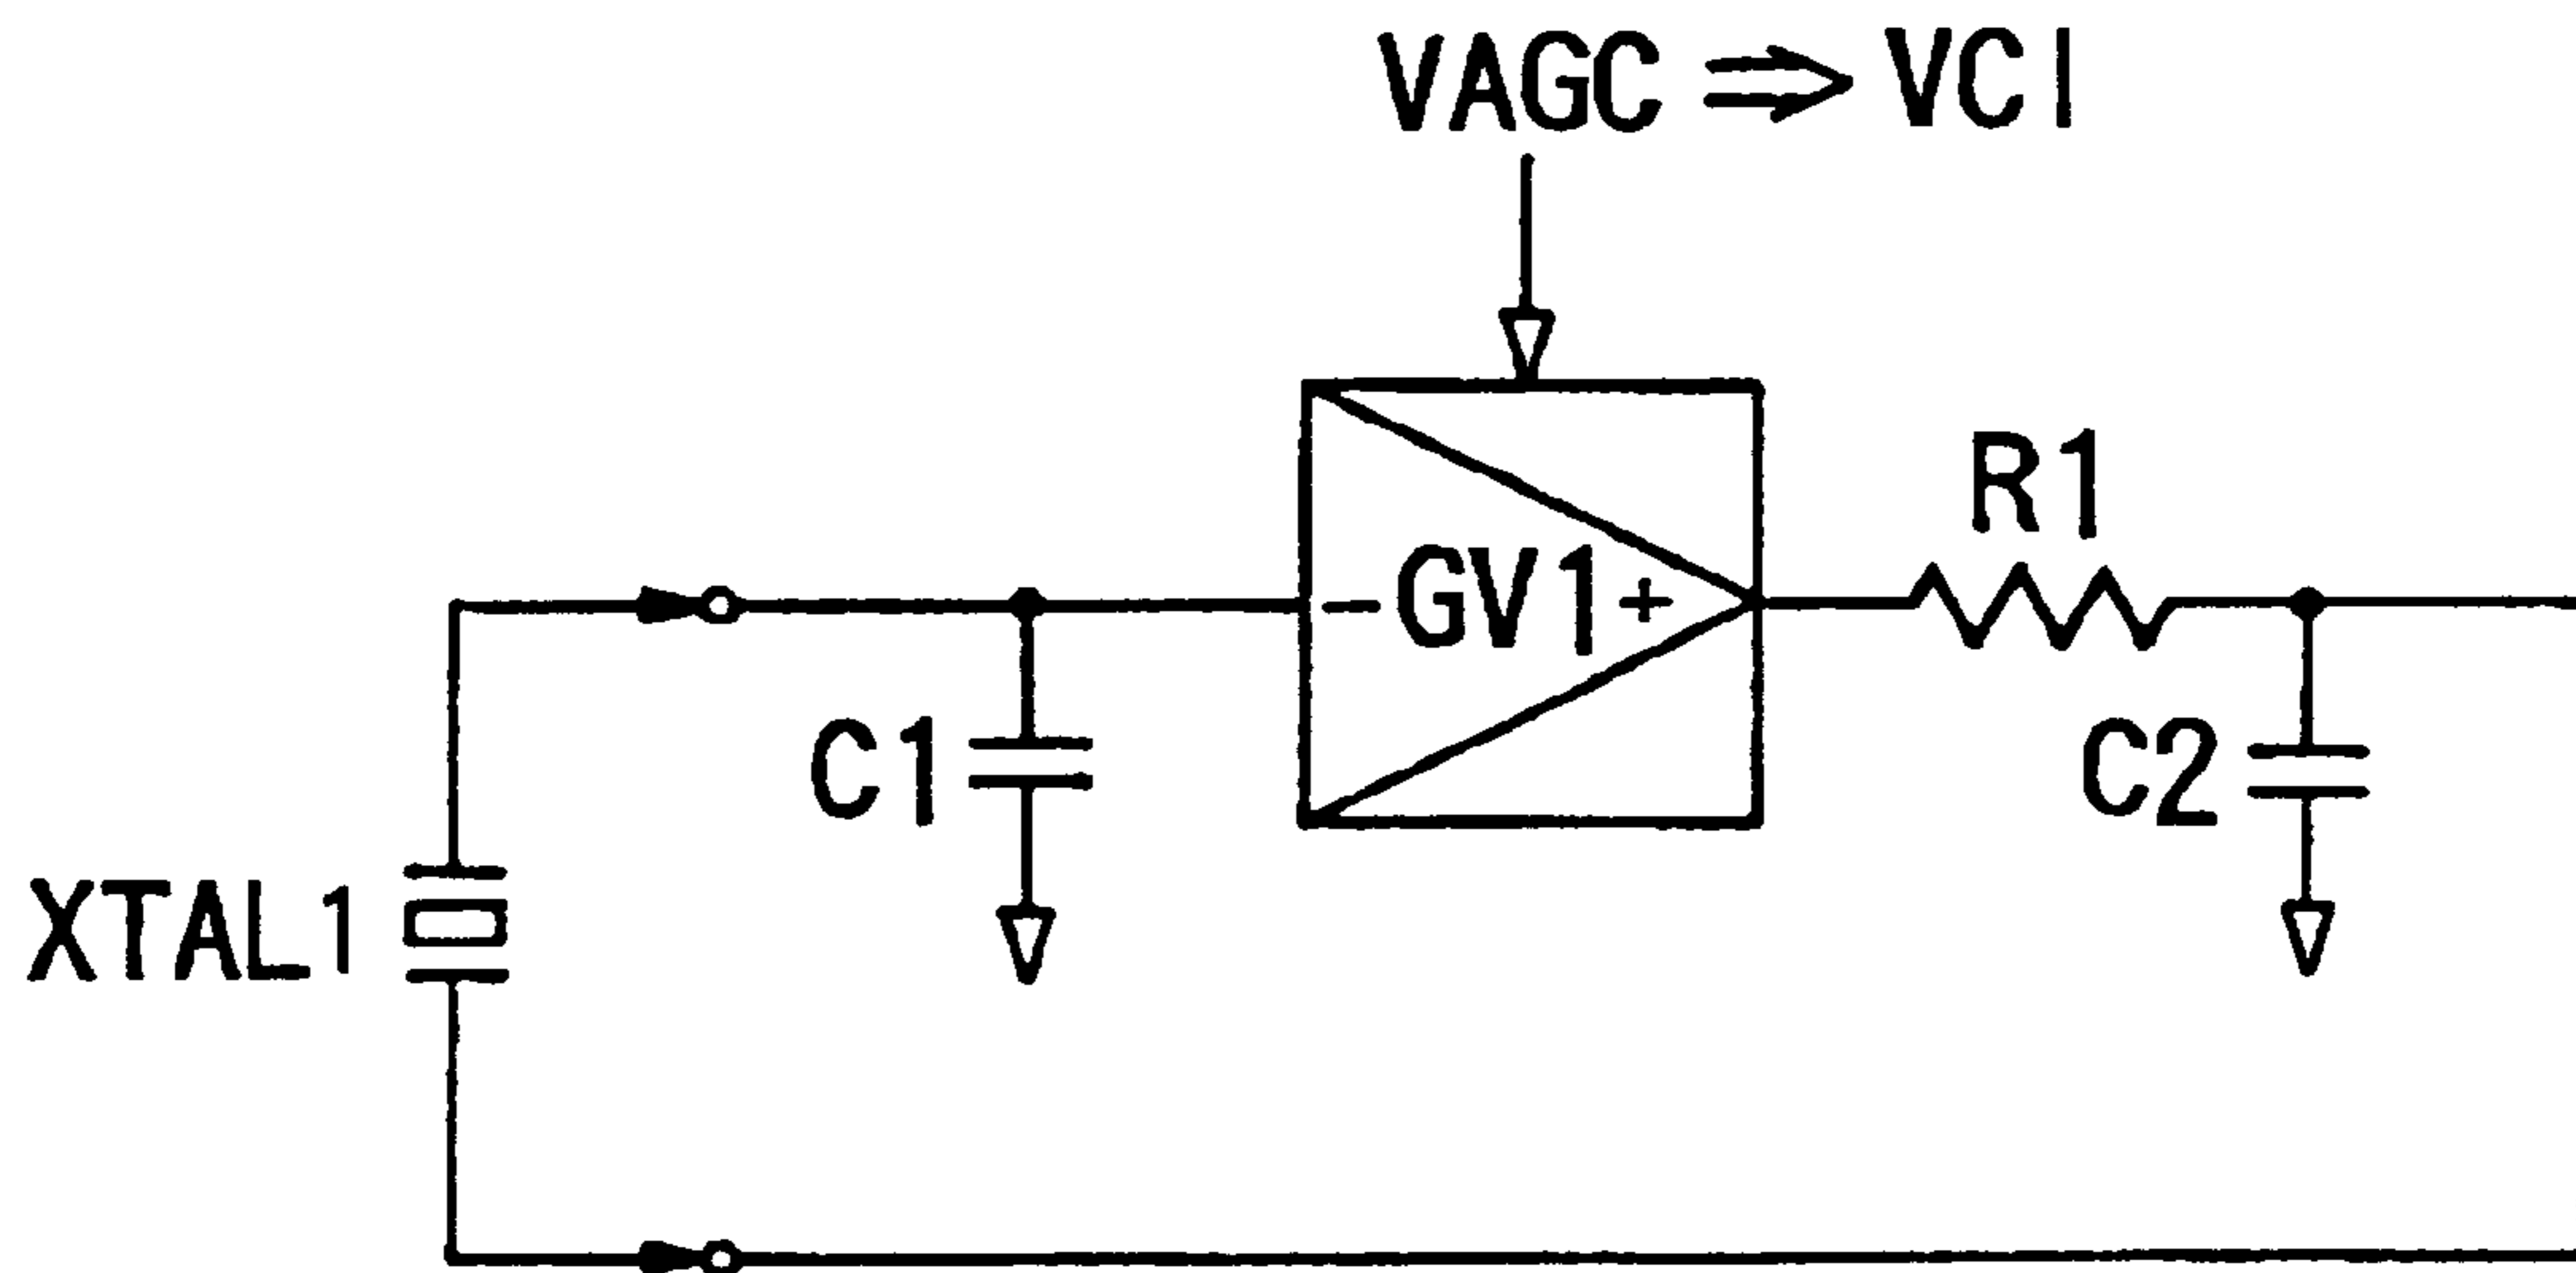 VAGC ⇒ VCI
R1
-GV1+
C1
C2
XTAL1